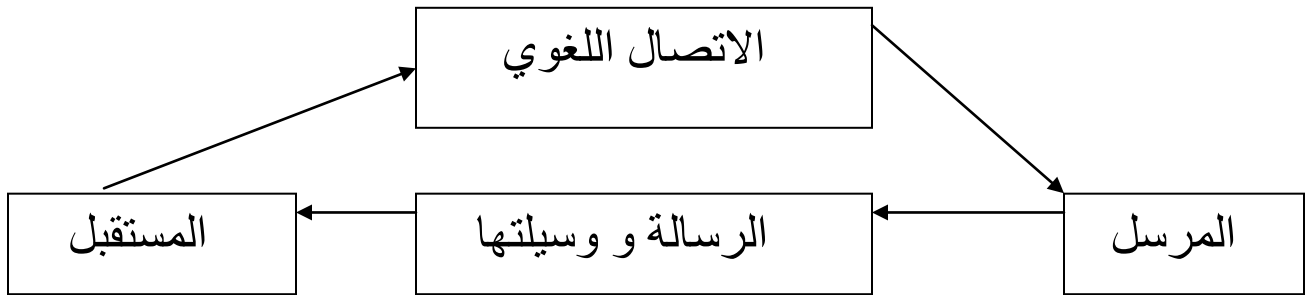 الاتصال اللغوي
المرسل
الرسالة و وسيلتها
المستقبل